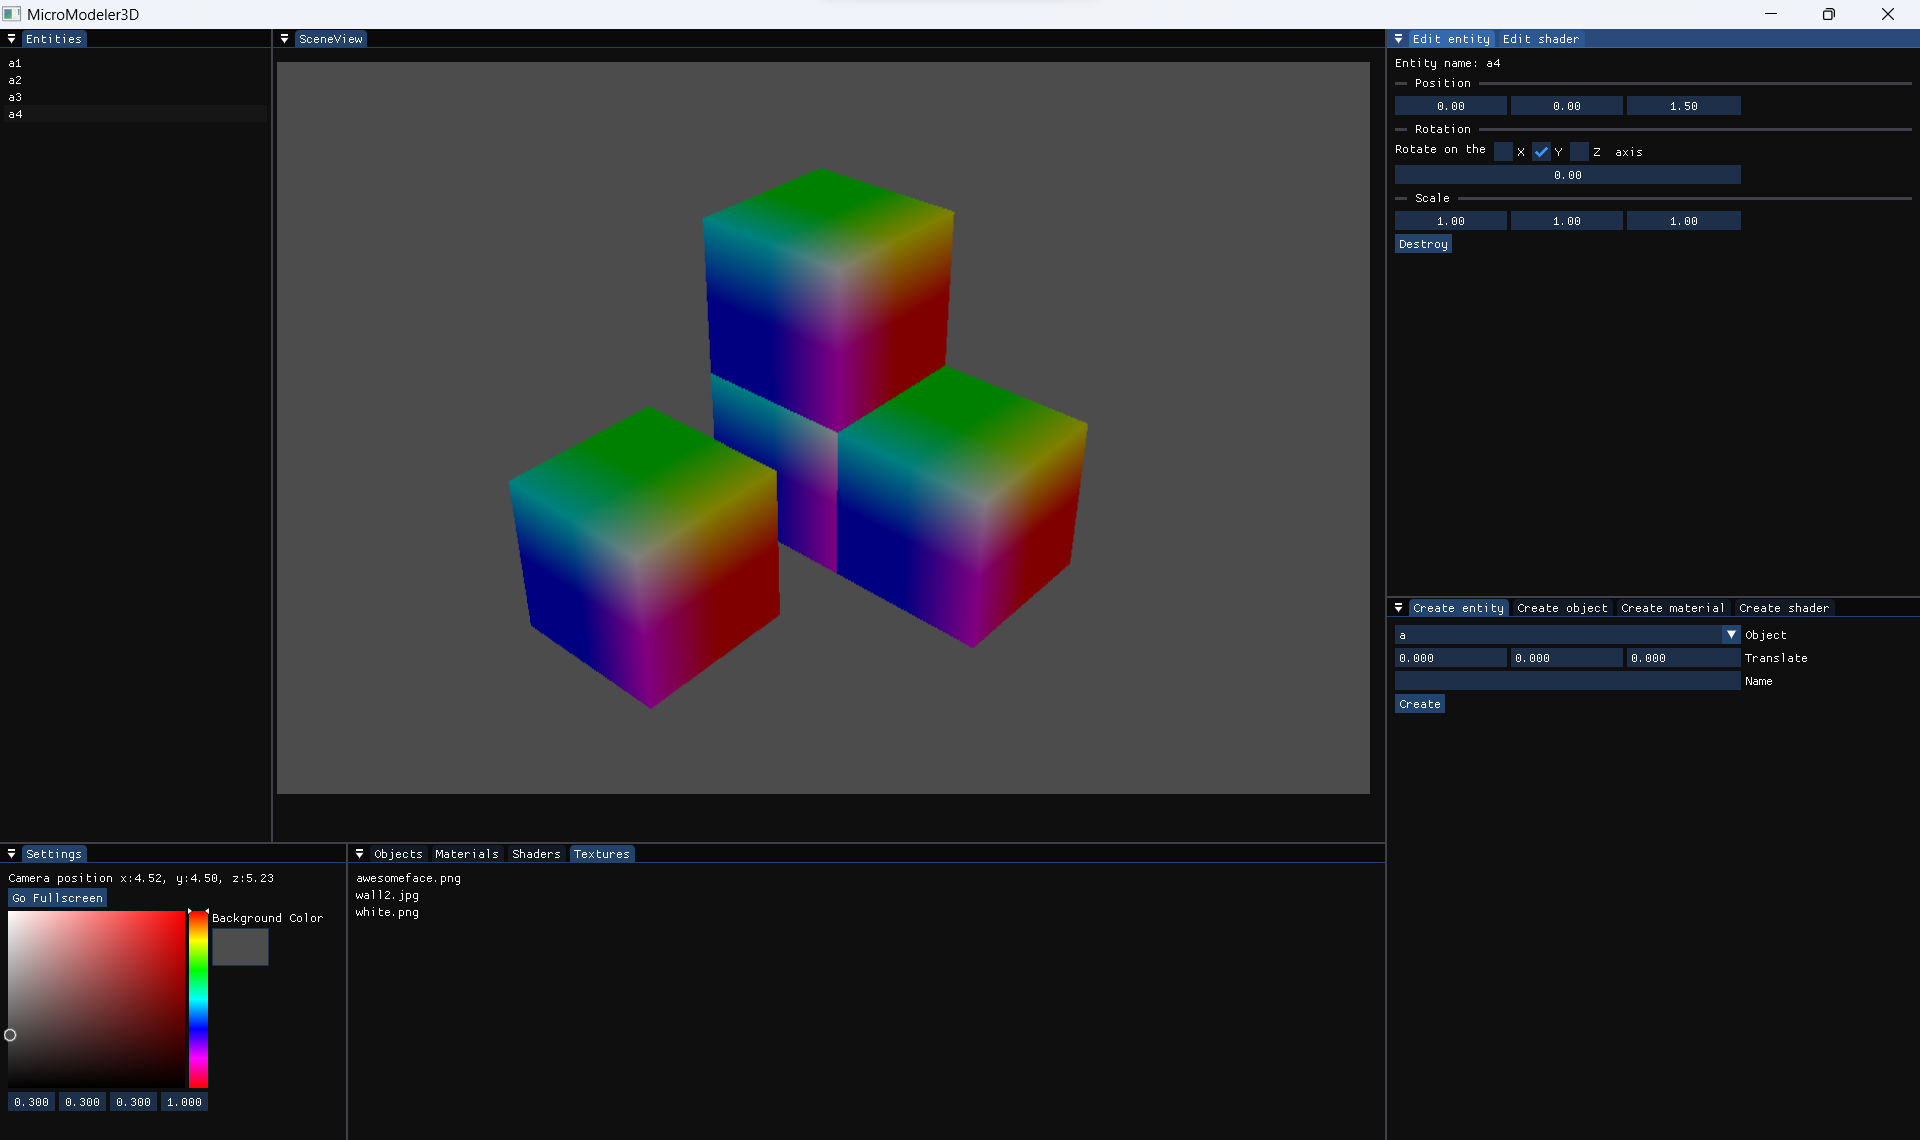 MicroModeler3D
Entities
a1
a2
a3
a4
SceneView
Edit entity Edit shader
Entity name: a4
Position
0.00 0.00 1.50
Rotation
Rotate on the X Y Z axis
0.00
Scale
1.00 1.00 1.00
Destroy
Create entity Create object Create material Create shader
a Object
0.000 0.000 0.000 Translate
Name
Create
Settings
Camera position x:4.52, y:4.50, z:5.23
Go Fullscreen
Background Color
0.300 0.300 0.300 1.000
Objects Materials Shaders Textures
awesomeface.png
wall2.jpg
white.png